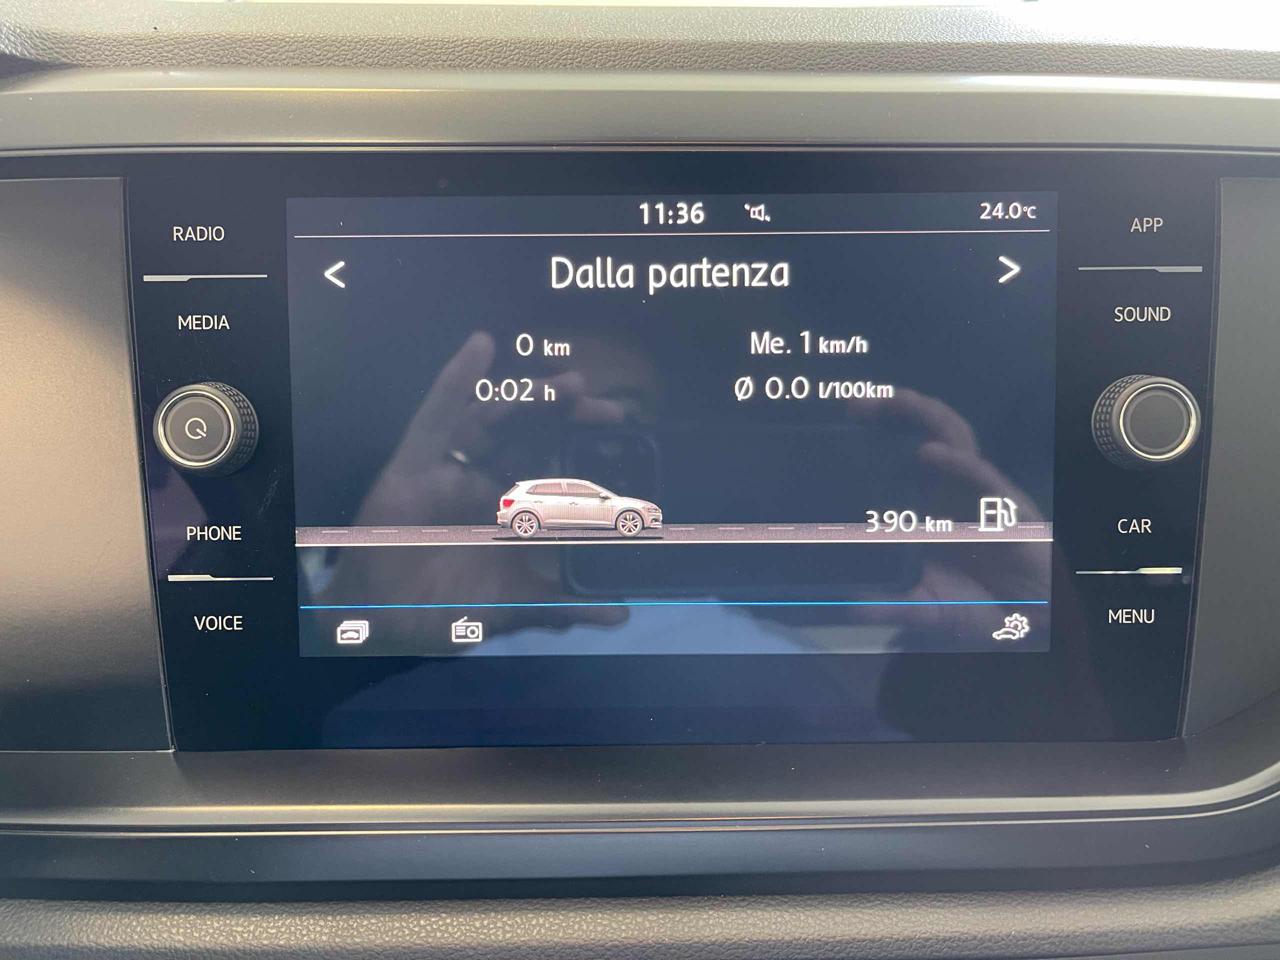 RADIO
MEDIA
PHONE
VOICE
11:36
24.0°C
< Dalla partenza >
0 km
Me. 1 km/h
0:02 h
Ø 0.0 l/100km
390 km
APP
SOUND
CAR
MENU